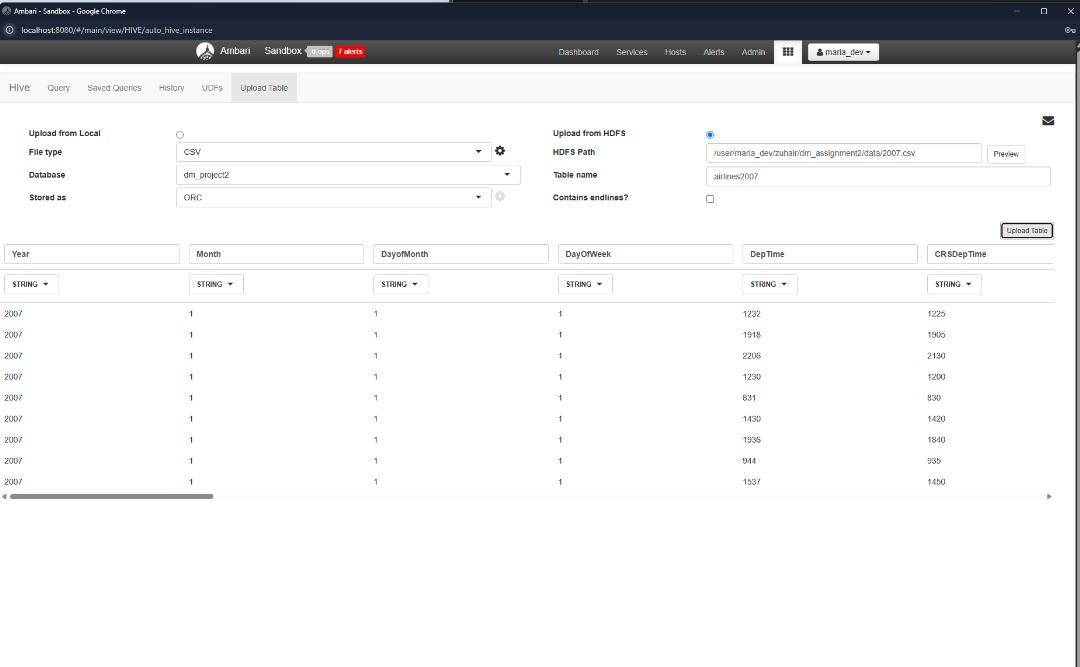 Ambari - Sandbox - Google Chrome
localhost:8080/#/main/view/HIVE/auto_hive_instance
Ambari Sandbox 0 ops 7 alerts Dashboard Services Hosts Alerts Admin maria_dev
Hive Query Saved Queries History UDFs Upload Table
Upload from Local Upload from HDFS
File type CSV HDFS Path /user/maria_dev/zuhair/dm_assignment2/data/2007.csv Preview
Database dm_project2 Table name airlines2007
Stored as ORC Contains endlines?
Upload Table
Year Month DayofMonth DayOfWeek DepTime CRSDepTime
STRING STRING STRING STRING STRING STRING
2007 1 1 1 1232 1225
2007 1 1 1 1918 1905
2007 1 1 1 2206 2130
2007 1 1 1 1230 1200
2007 1 1 1 831 830
2007 1 1 1 1430 1420
2007 1 1 1 1936 1840
2007 1 1 1 944 935
2007 1 1 1 1537 1450